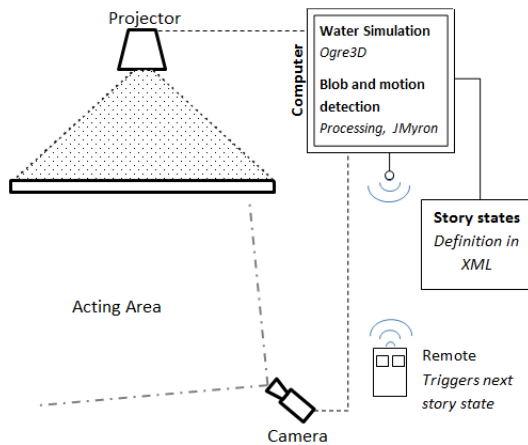 Projector
Computer
Water Simulation
Ogre3D
Blob and motion
detection
Processing, JMyron
Story states
Definition in
XML
Acting Area
Remote
Triggers next
story state
Camera